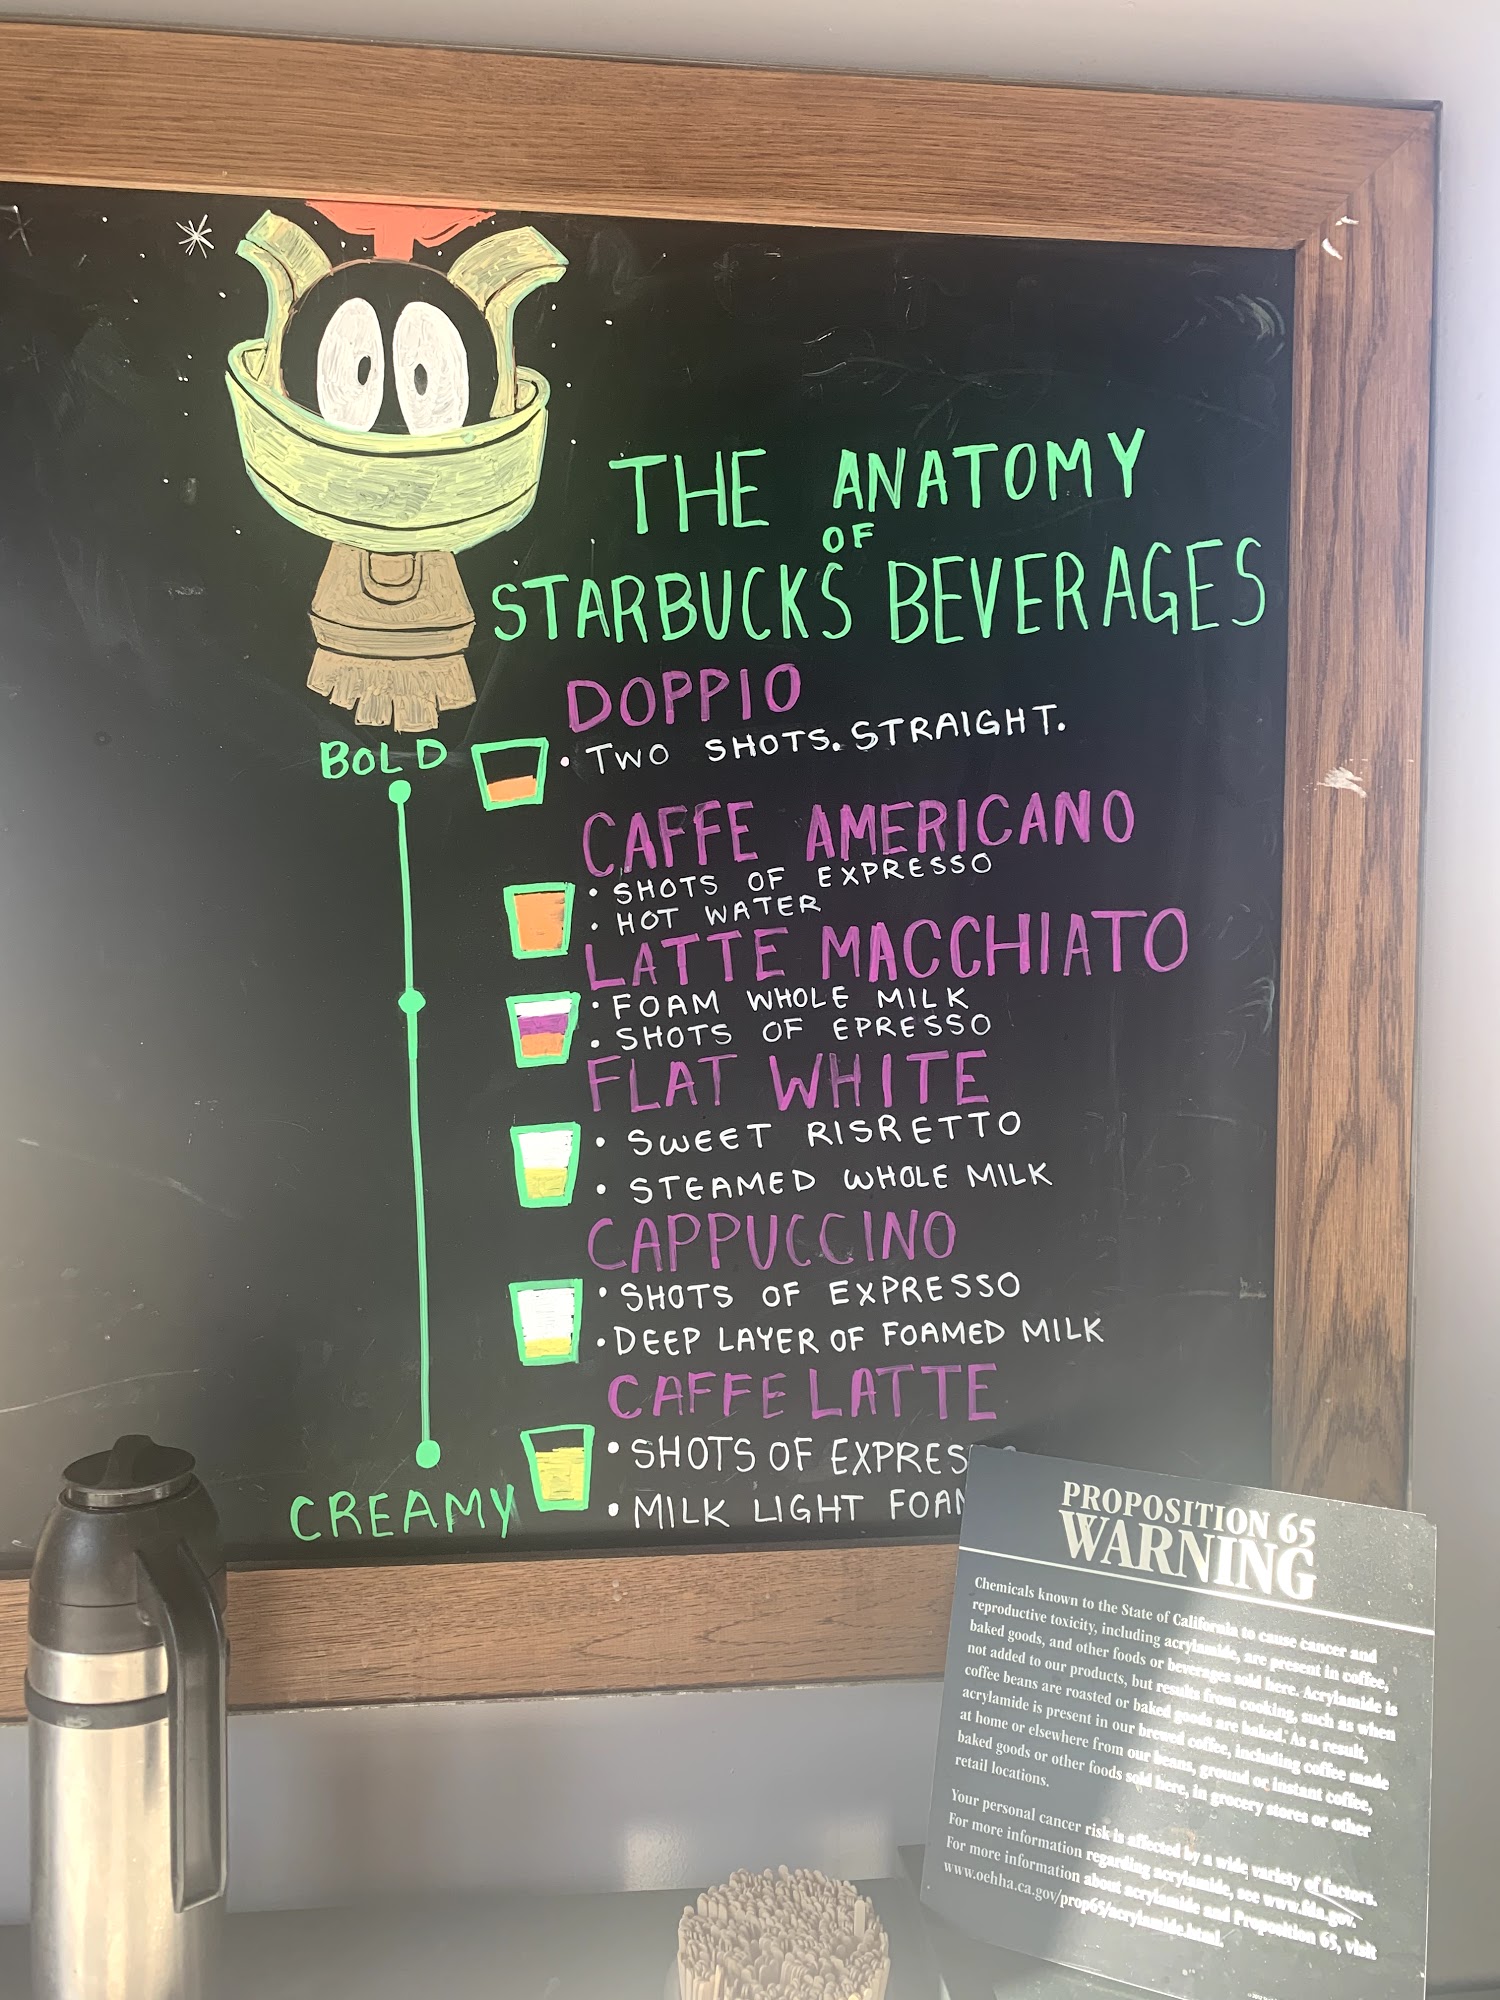 THE ANATOMY
OF
STARBUCKS BEVERAGES
DOPPIO
• TWO SHOTS. STRAIGHT.
BOLD
CAFFE AMERICANO
• SHOTS OF EXPRESSO
• HOT WATER
LATTE MACCHIATO
• FOAM WHOLE MILK
• SHOTS OF EPRESSO
FLAT WHITE
• SWEET RISRETTO
• STEAMED WHOLE MILK
CAPPUCCINO
• SHOTS OF EXPRESSO
• DEEP LAYER OF FOAMED MILK
CAFFE LATTE
• SHOTS OF EXPRES
• MILK LIGHT FOAM
CREAMY
PROPOSITION 65
WARNING
Chemicals known to the State of California to cause cancer and
reproductive toxicity, including acrylamide, are present in coffee,
baked goods, and other foods or beverages sold here. Acrylamide is
not added to our products, but results from cooking, such as when
coffee beans are roasted or baked goods are baked. As a result,
acrylamide is present in our brewed coffee, including coffee made
at home or elsewhere from our beans, ground or instant coffee,
baked goods or other foods sold here, in grocery stores or other
retail locations.
Your personal cancer risk is affected by a wide variety of factors.
For more information regarding acrylamide, see www.fda.gov.
For more information about acrylamide and Proposition 65, visit
www.oehha.ca.gov/prop65/acrylamide.html.